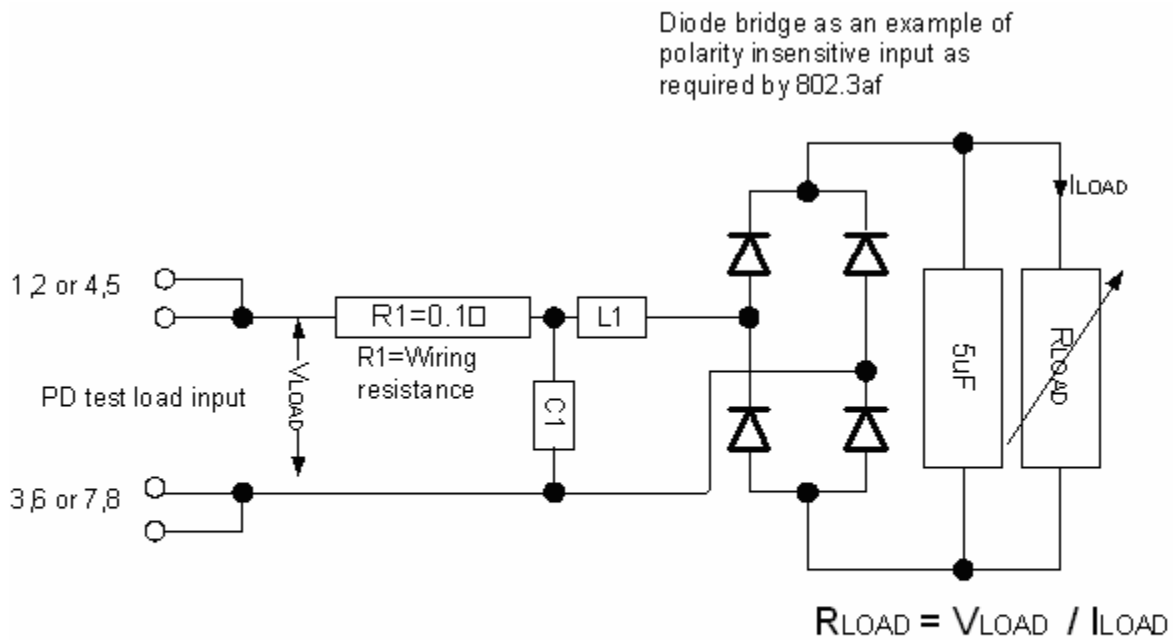 Diode bridge as an example of
polarity insensitive input as
required by 802.3af
ILOAD
1,2 or 4,5
R1=0.1□
L1
R1=Wiring
resistance
VLOAD
PD test load input
C1
5uF
RLOAD
3,6 or 7,8
RLOAD = VLOAD / ILOAD